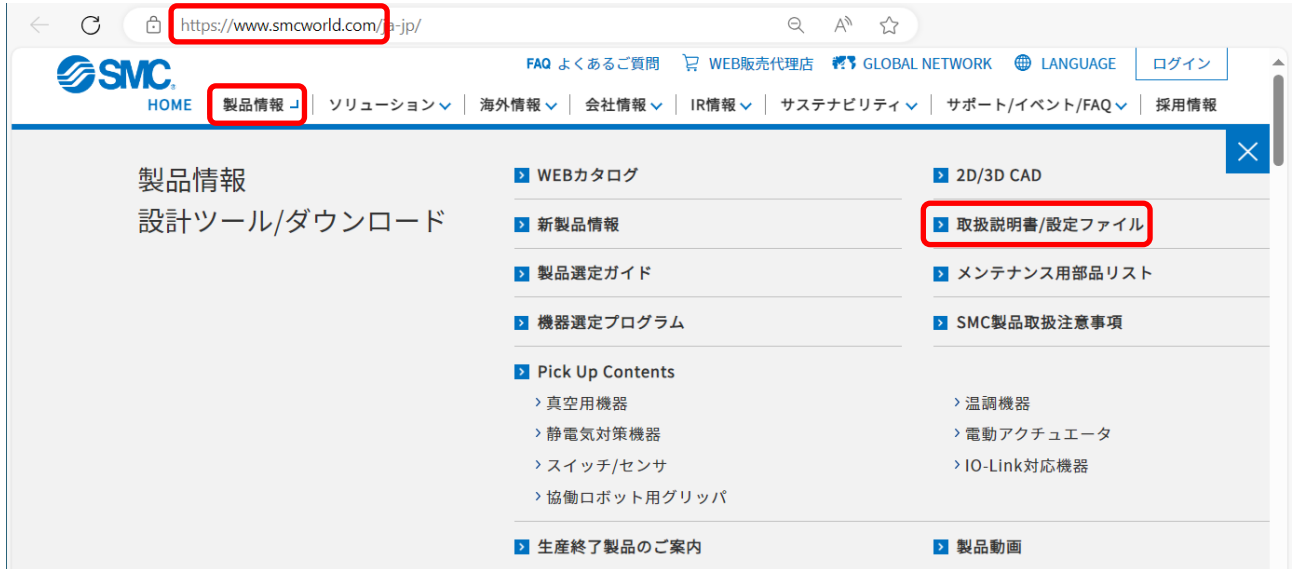 https://www.smcworld.com/ja-jp/
SMC.
FAQ よくあるご質問 WEB販売代理店 GLOBAL NETWORK LANGUAGE ログイン
HOME 製品情報 ソリューション 海外情報 会社情報 IR情報 サステナビリティ サポート/イベント/FAQ 採用情報
製品情報
設計ツール/ダウンロード
WEBカタログ
2D/3D CAD
新製品情報
取扱説明書/設定ファイル
製品選定ガイド
メンテナンス用部品リスト
機器選定プログラム
SMC製品取扱注意事項
Pick Up Contents
真空用機器
温調機器
静電気対策機器
電動アクチュエータ
スイッチ/センサ
IO-Link対応機器
協働ロボット用グリッパ
生産終了製品のご案内
製品動画